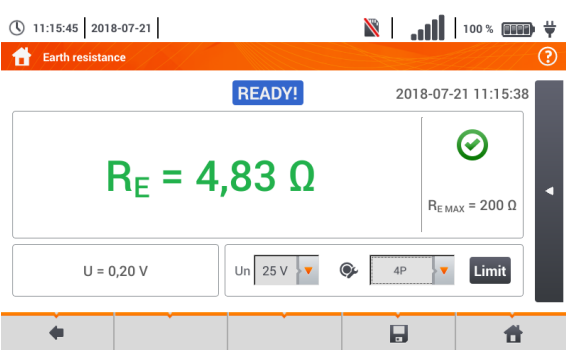 11:15:45 2018-07-21 100 %
Earth resistance ?
READY! 2018-07-21 11:15:38
RE = 4,83 Ω
RE MAX = 200 Ω
U = 0,20 V Un 25 V 4P Limit